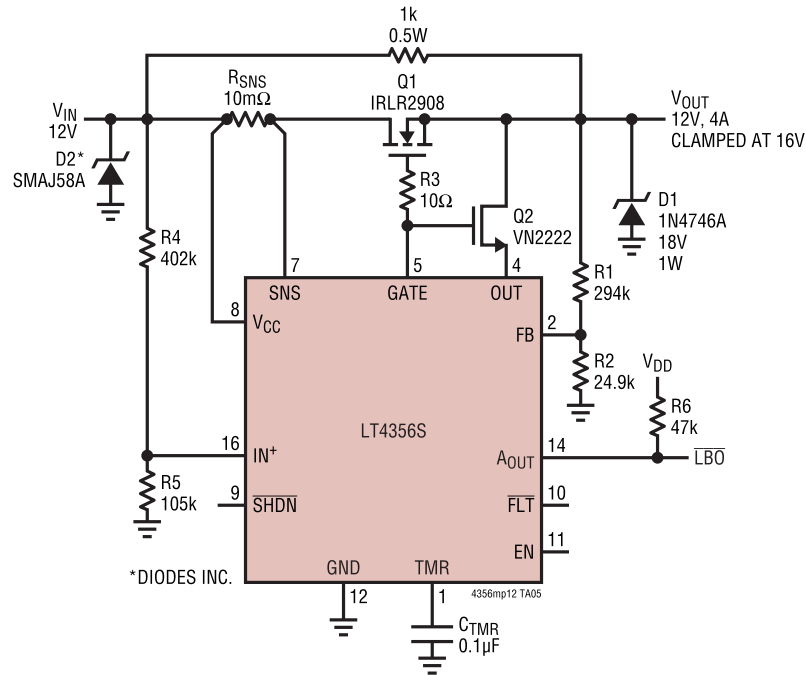 1k
0.5W
RSNS
10mΩ
Q1
IRLR2908
VIN
12V
VOUT
12V, 4A
CLAMPED AT 16V
D2*
SMAJ58A
R3
10Ω
Q2
VN2222
D1
1N4746A
18V
1W
R4
402k
7
5
4
R1
294k
SNS
GATE
OUT
8
VCC
2
FB
R2
24.9k
VDD
R6
47k
LT4356S
16
IN+
14
AOUT
LBO
R5
105k
9
SHDN
10
FLT
11
EN
*DIODES INC.
GND
TMR
12
1
4356mp12 TA05
CTMR
0.1µF